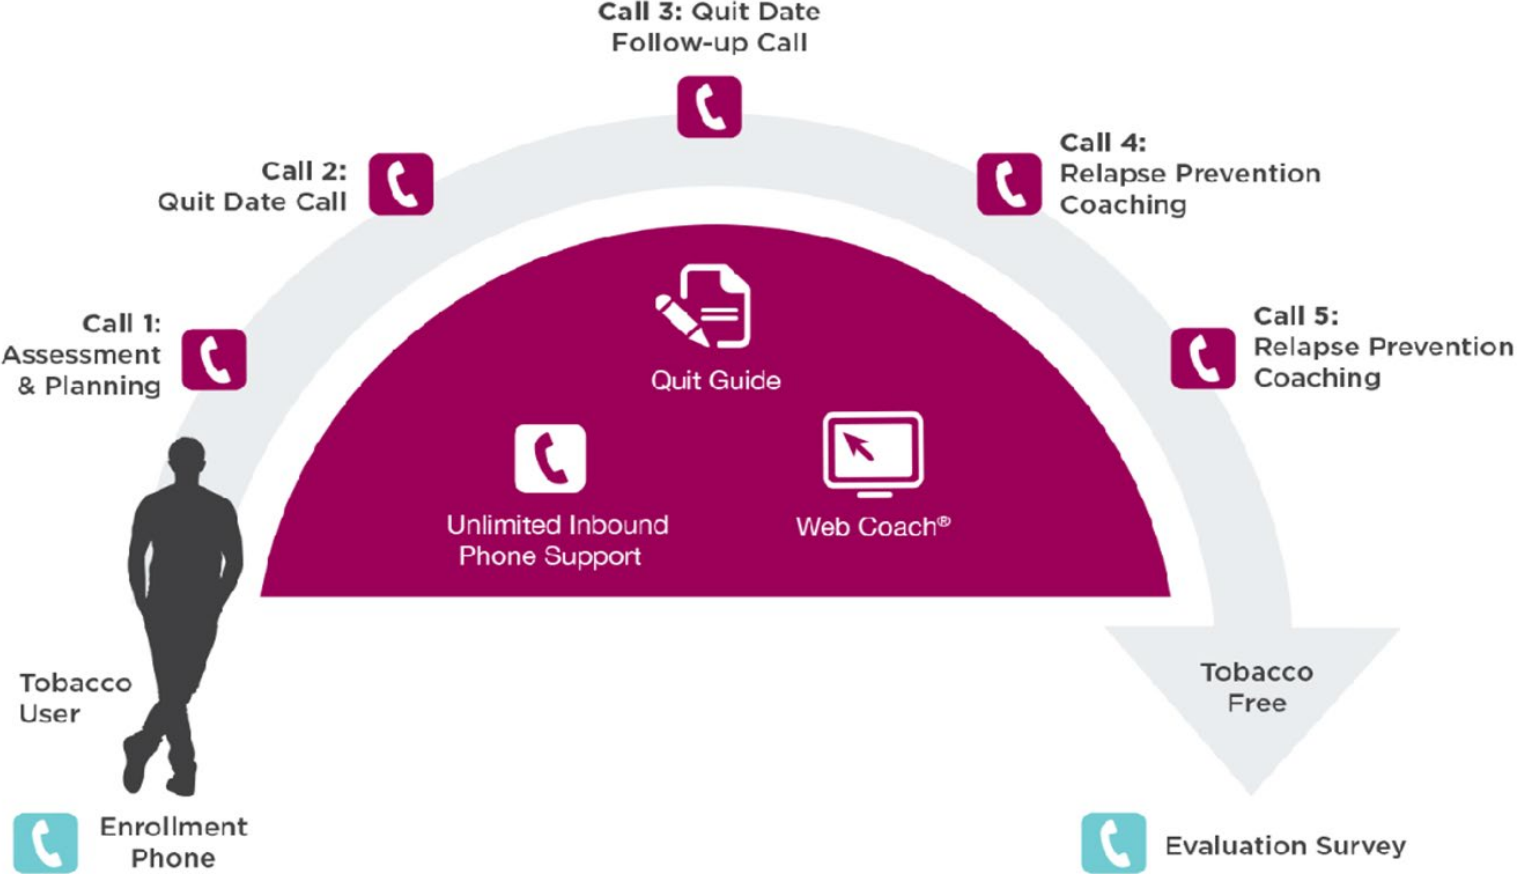 Call 3: Quit Date
Follow-up Call
Call 2:
Quit Date Call
Call 4:
Relapse Prevention
Coaching
Call 1:
Assessment
& Planning
Call 5:
Relapse Prevention
Coaching
Quit Guide
Unlimited Inbound
Phone Support
Web Coach®
Tobacco
User
Tobacco
Free
Enrollment
Phone
Evaluation Survey